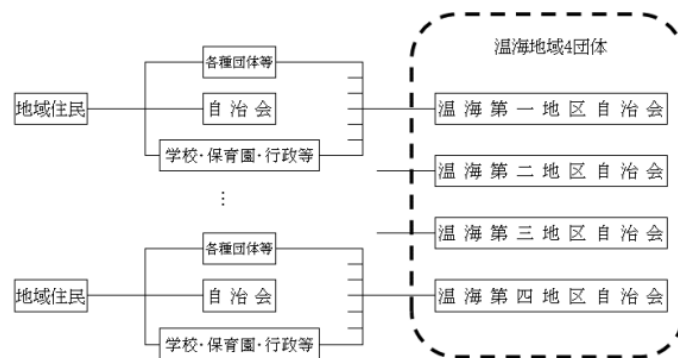 温海地域4団体
各種団体等
地域住民
自治会
温海第一地区自治会
学校・保育園・行政等
温海第二地区自治会
⋮
温海第三地区自治会
各種団体等
地域住民
自治会
温海第四地区自治会
学校・保育園・行政等